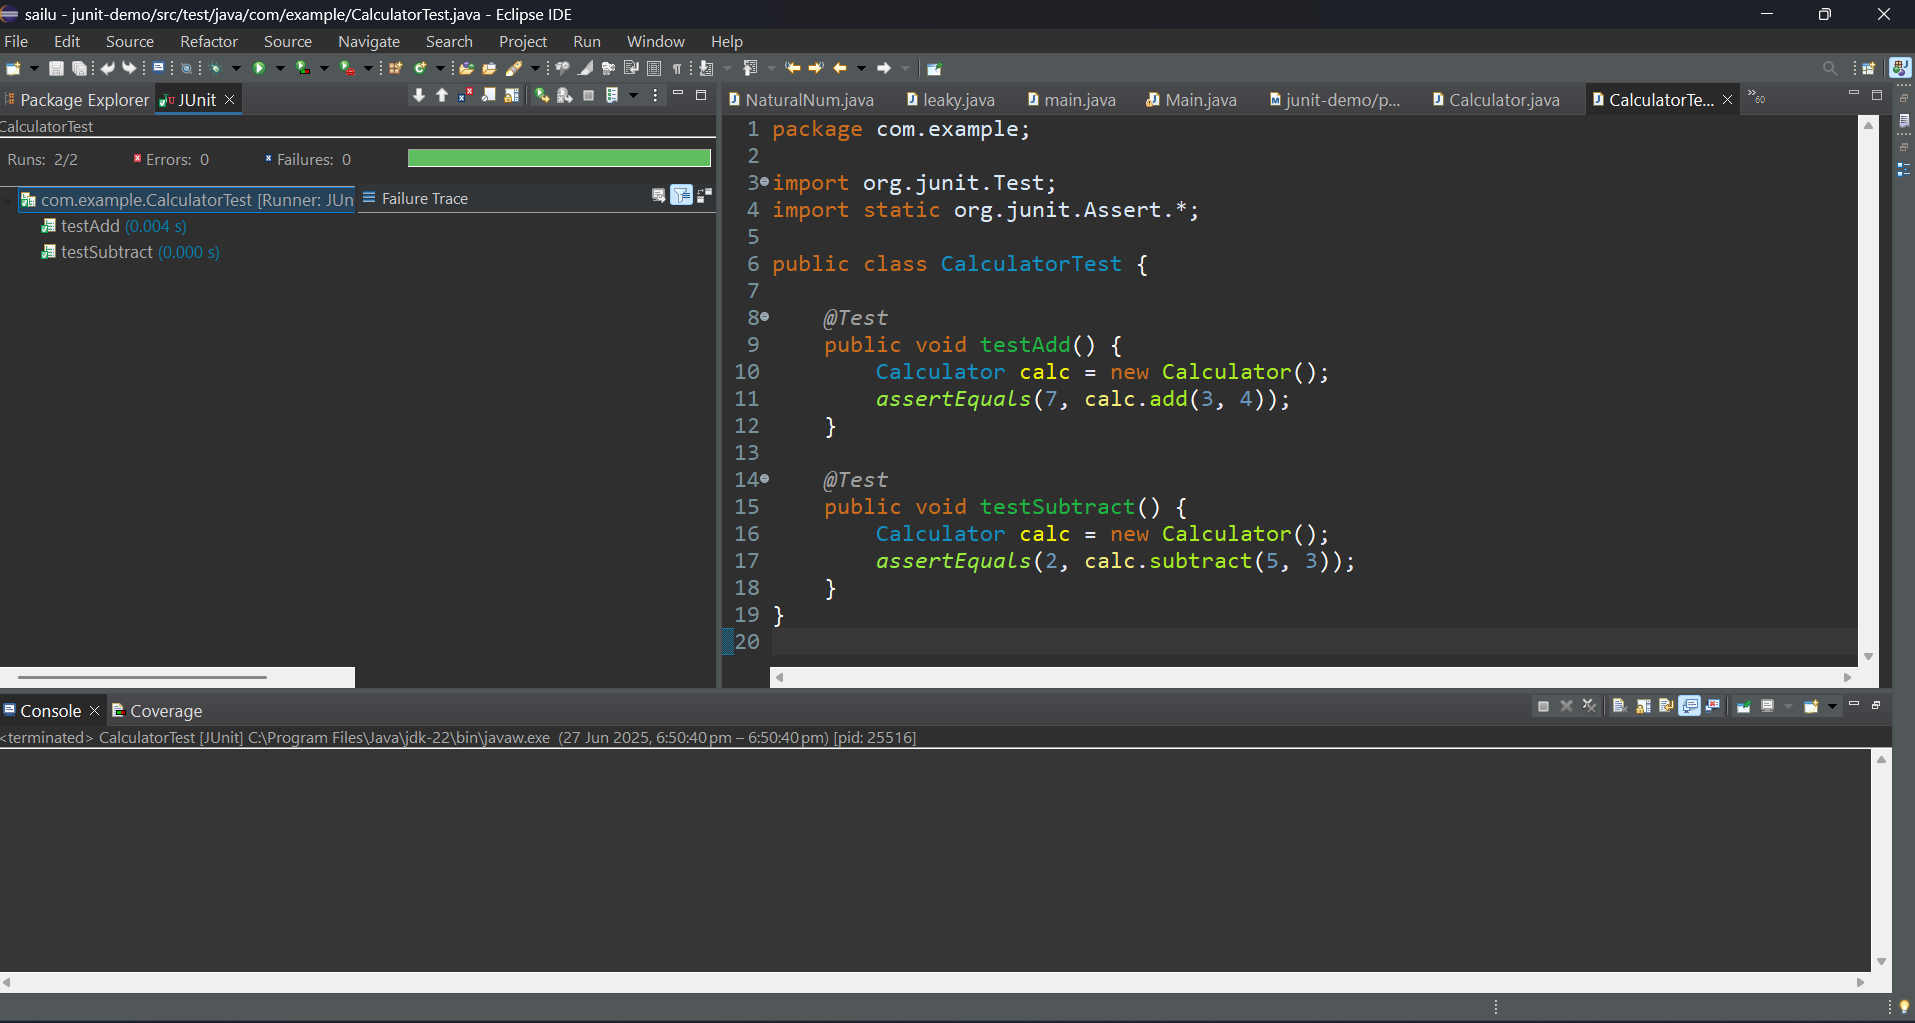 sailu - junit-demo/src/test/java/com/example/CalculatorTest.java - Eclipse IDE
File Edit Source Refactor Source Navigate Search Project Run Window Help
Package Explorer JUnit
CalculatorTest
Runs: 2/2 Errors: 0 Failures: 0
com.example.CalculatorTest [Runner: JUn
Failure Trace
testAdd (0.004 s)
testSubtract (0.000 s)
NaturalNum.java leaky.java main.java Main.java junit-demo/p... Calculator.java CalculatorTe... »60
1 package com.example;
2
3 import org.junit.Test;
4 import static org.junit.Assert.*;
5
6 public class CalculatorTest {
7
8 @Test
9 public void testAdd() {
10 Calculator calc = new Calculator();
11 assertEquals(7, calc.add(3, 4));
12 }
13
14 @Test
15 public void testSubtract() {
16 Calculator calc = new Calculator();
17 assertEquals(2, calc.subtract(5, 3));
18 }
19 }
20
Console Coverage
<terminated> CalculatorTest [JUnit] C:\Program Files\Java\jdk-22\bin\javaw.exe (27 Jun 2025, 6:50:40 pm – 6:50:40 pm) [pid: 25516]